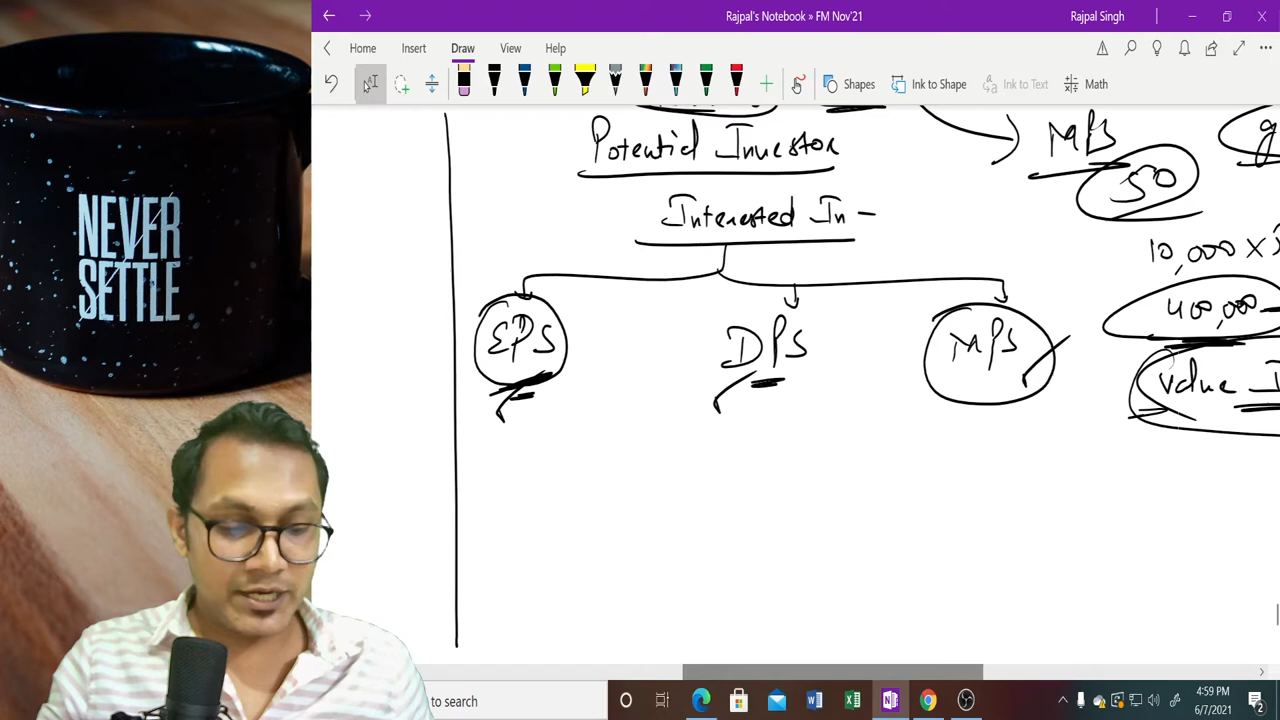 Rajpal's Notebook » FM Nov'21
Rajpal Singh
Home
Insert
Draw
View
Help
Shapes
Ink to Shape
Ink to Text
Math
NEVER
SETTLE
Potential Investor
MPS
50
Interested In -
10,000 x
400,000
EPS
DPS
MPS
value I
to search
4:59 PM
6/7/2021
2